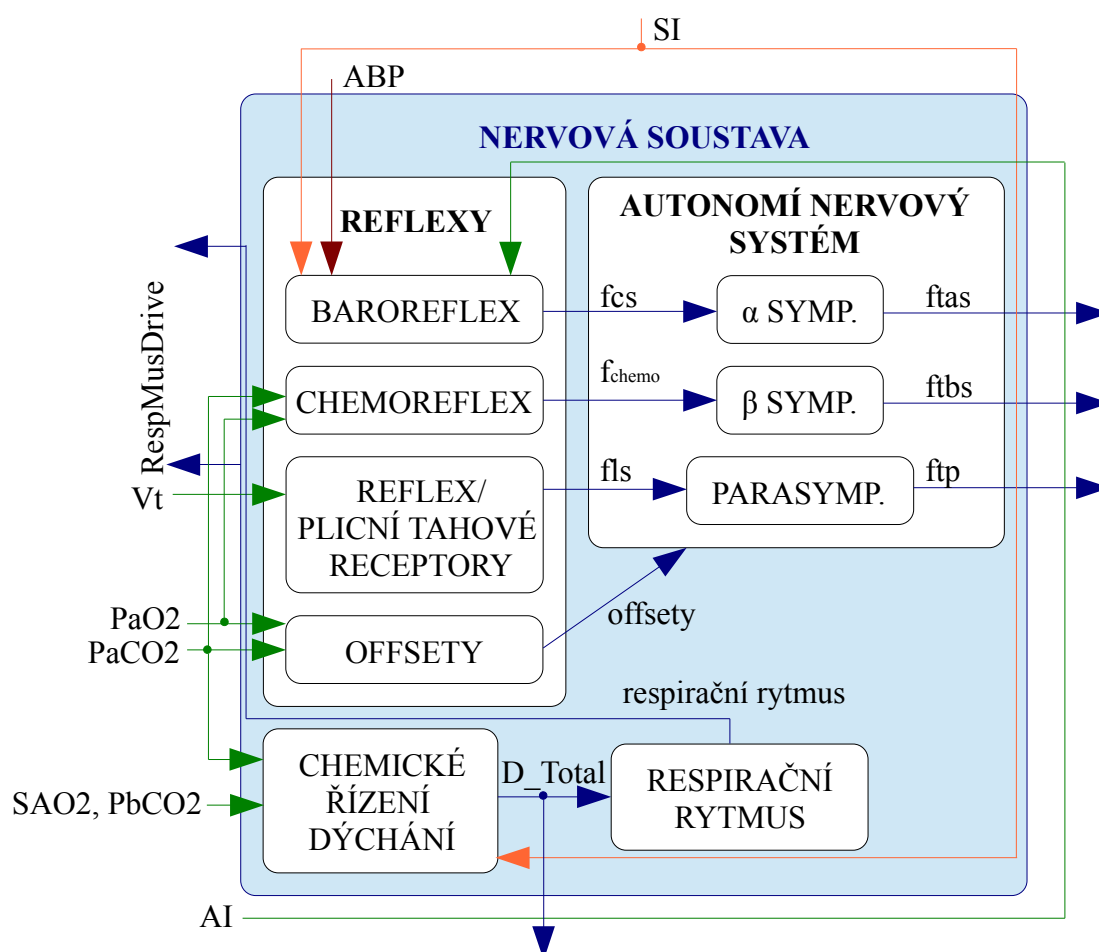 SI
ABP
NERVOVÁ SOUSTAVA
REFLEXY
AUTONOMÍ NERVOVÝ
SYSTÉM
BAROREFLEX
fcs
α SYMP.
ftas
RespMusDrive
CHEMOREFLEX
fchemo
β SYMP.
ftbs
Vt
REFLEX/
PLICNÍ TAHOVÉ
RECEPTORY
fls
PARASYMP.
ftp
PaO2
PaCO2
OFFSETY
offsety
respirační rytmus
SAO2, PbCO2
CHEMICKÉ
ŘÍZENÍ
DÝCHÁNÍ
D_Total
RESPIRAČNÍ
RYTMUS
AI